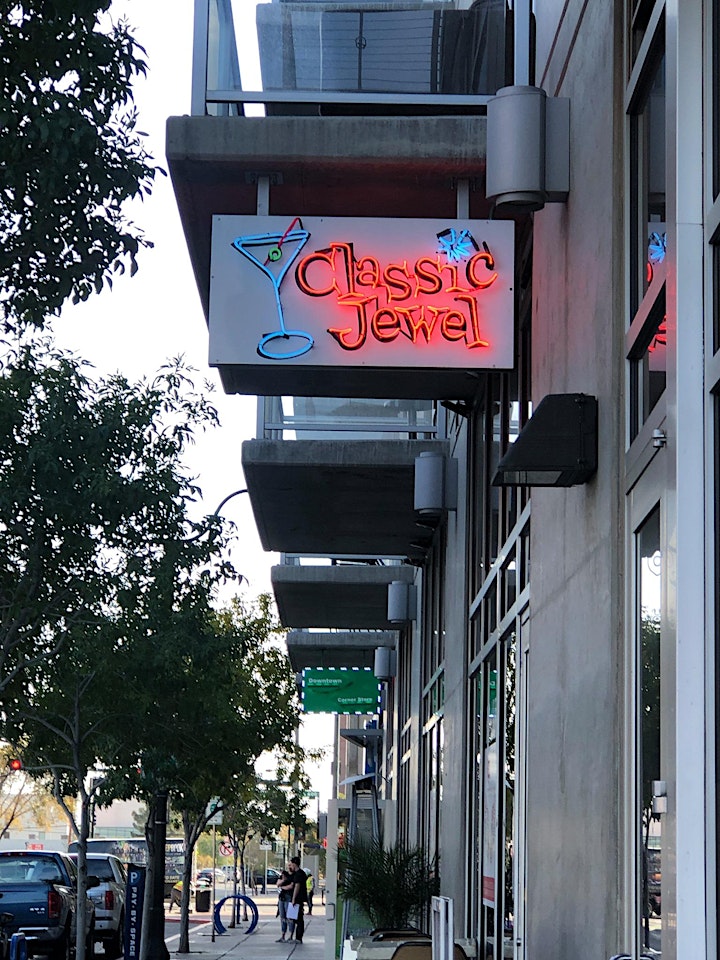 Classic
Jewel
Downtown
Corner Store
P PAY-BY-SPACE